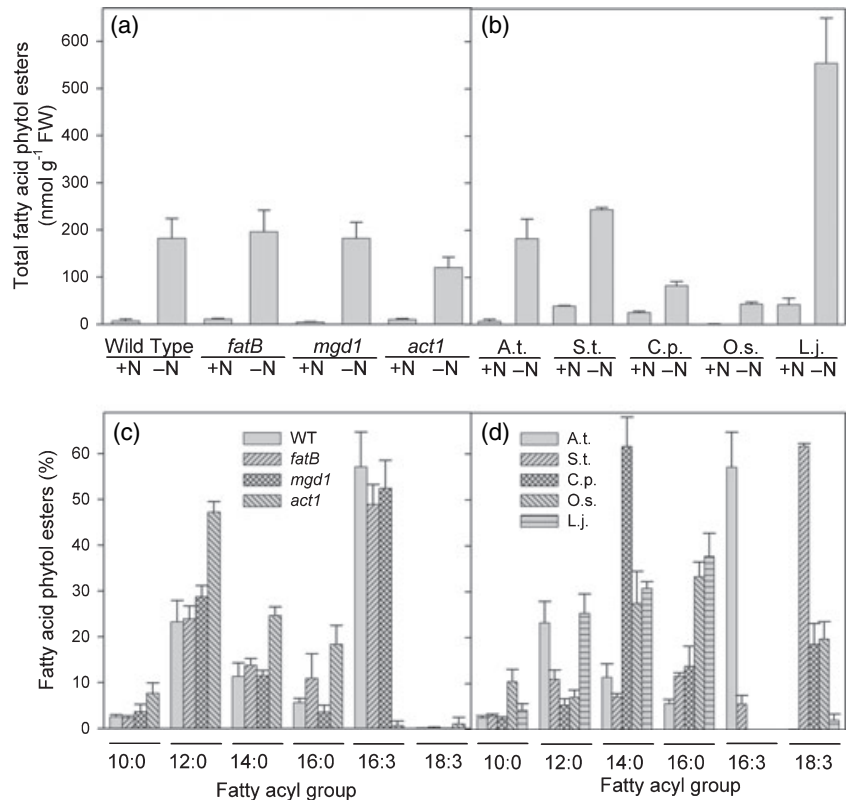 (a)
(b)
Total fatty acid phytol esters
(nmol g⁻¹ FW)
600
500
400
300
200
100
0
Wild Type fatB mgd1 act1
+N –N +N –N +N –N +N –N
A.t. S.t. C.p. O.s. L.j.
+N –N +N –N +N –N +N –N +N –N
(c)
WT
fatB
mgd1
act1
(d)
A.t.
S.t.
C.p.
O.s.
L.j.
Fatty acid phytol esters (%)
60
50
40
30
20
10
0
10:0 12:0 14:0 16:0 16:3 18:3
Fatty acyl group
10:0 12:0 14:0 16:0 16:3 18:3
Fatty acyl group